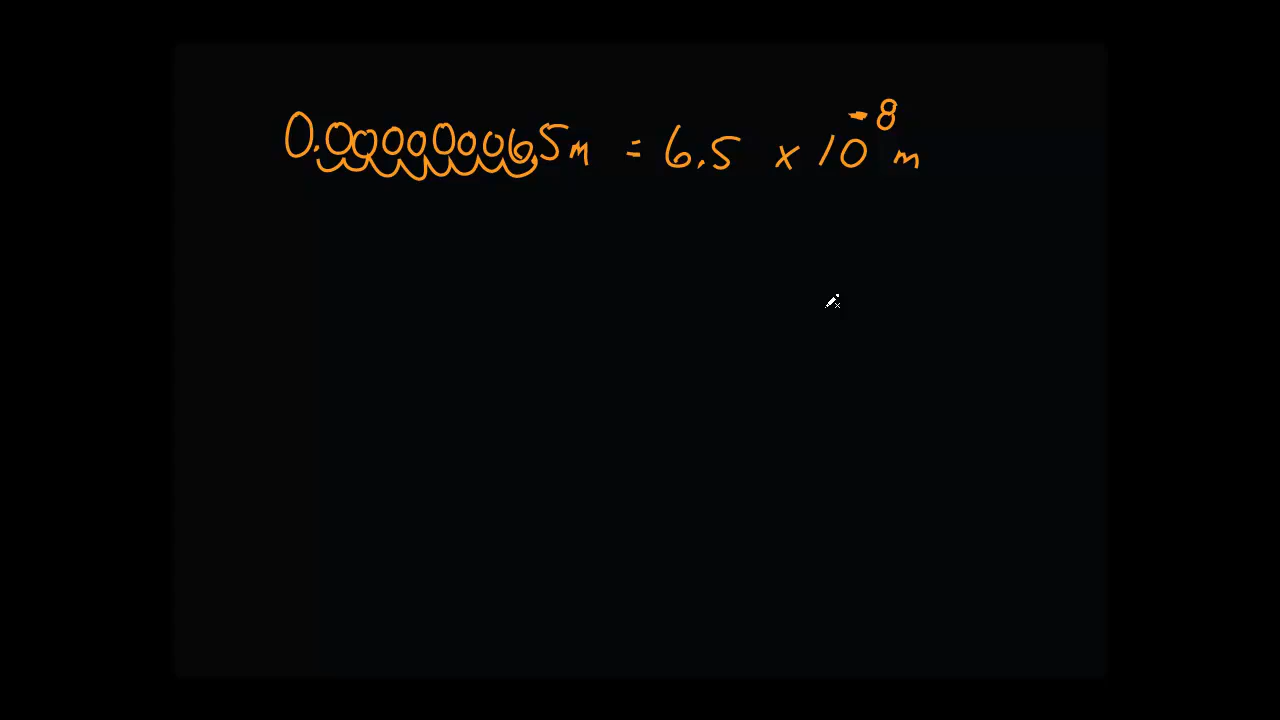 0.000000065m = 6.5 x 10⁻⁸ m